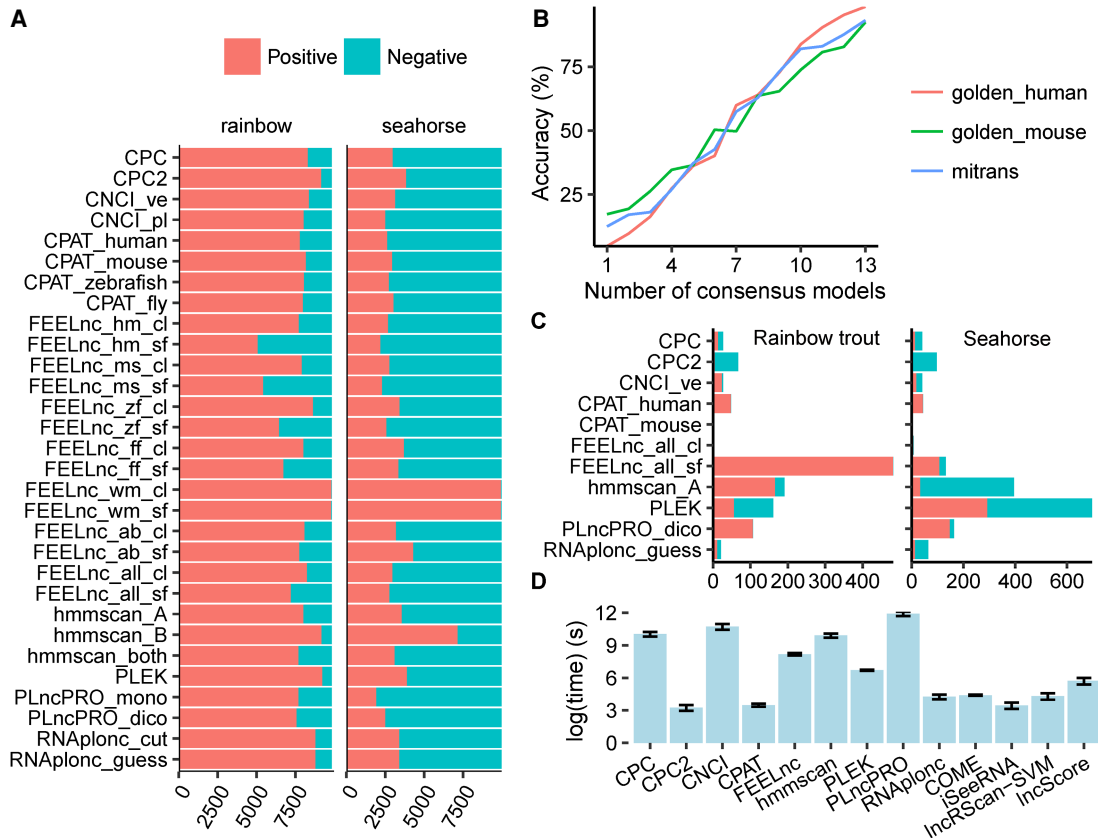 A
Positive
Negative
rainbow
seahorse
CPC
CPC2
CNCI_ve
CNCI_pl
CPAT_human
CPAT_mouse
CPAT_zebrafish
CPAT_fly
FEELnc_hm_cl
FEELnc_hm_sf
FEELnc_ms_cl
FEELnc_ms_sf
FEELnc_zf_cl
FEELnc_zf_sf
FEELnc_ff_cl
FEELnc_ff_sf
FEELnc_wm_cl
FEELnc_wm_sf
FEELnc_ab_cl
FEELnc_ab_sf
FEELnc_all_cl
FEELnc_all_sf
hmmscan_A
hmmscan_B
hmmscan_both
PLEK
PLncPRO_mono
PLncPRO_dico
RNAplonc_cut
RNAplonc_guess
0 2500 5000 7500
0 2500 5000 7500
B
Accuracy (%)
75
50
25
1 4 7 10 13
Number of consensus models
golden_human
golden_mouse
mitrans
C
Rainbow trout
Seahorse
CPC
CPC2
CNCI_ve
CPAT_human
CPAT_mouse
FEELnc_all_cl
FEELnc_all_sf
hmmscan_A
PLEK
PLncPRO_dico
RNAplonc_guess
0 100 200 300 400
0 200 400 600
D
log(time) (s)
12
9
6
3
0
CPC
CPC2
CNCI
CPAT
FEELnc
hmmscan
PLEK
PLncPRO
RNAplonc
COME
iSeeRNA
lncRScan−SVM
lncScore